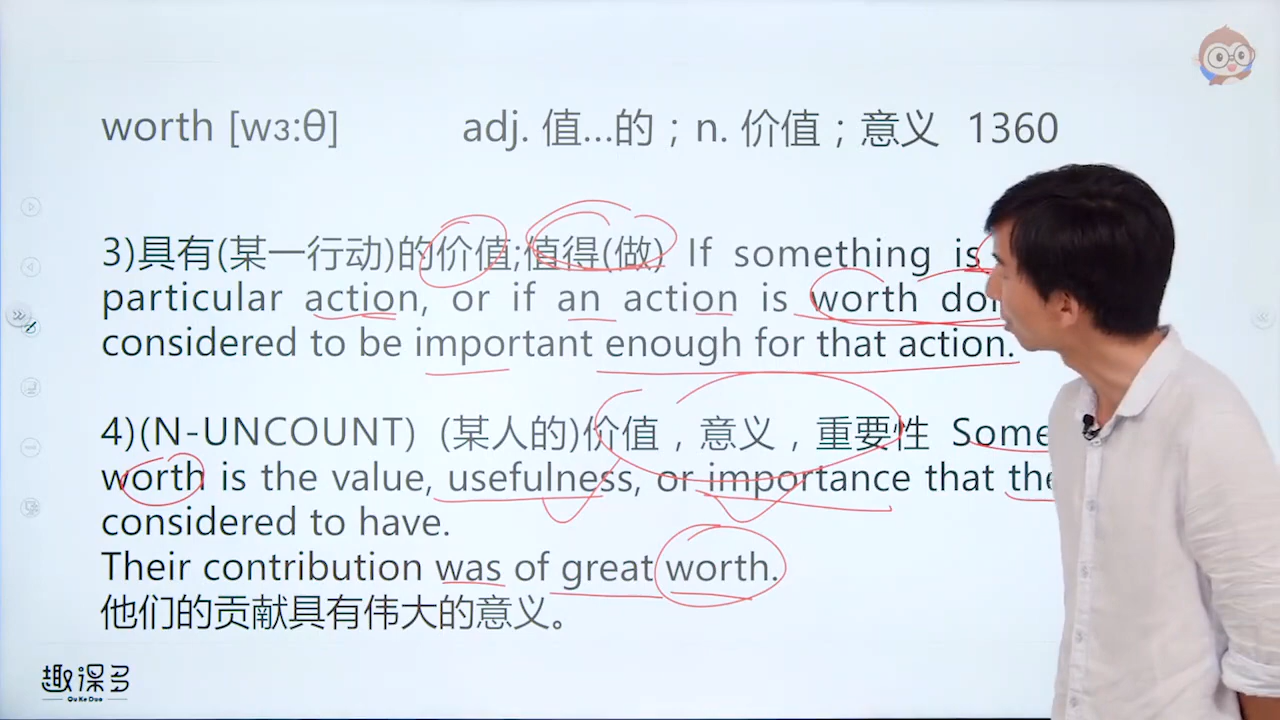 worth [wɜ:θ] adj. 值...的；n. 价值；意义 1360
3)具有(某一行动)的价值;值得(做) If something is
particular action, or if an action is worth
considered to be important enough for that action.
4)(N-UNCOUNT) (某人的)价值，意义，重要性
worth is the value, usefulness, or importance that
considered to have.
Their contribution was of great worth.
他们的贡献具有伟大的意义。
趣课多
Qu Ke Duo